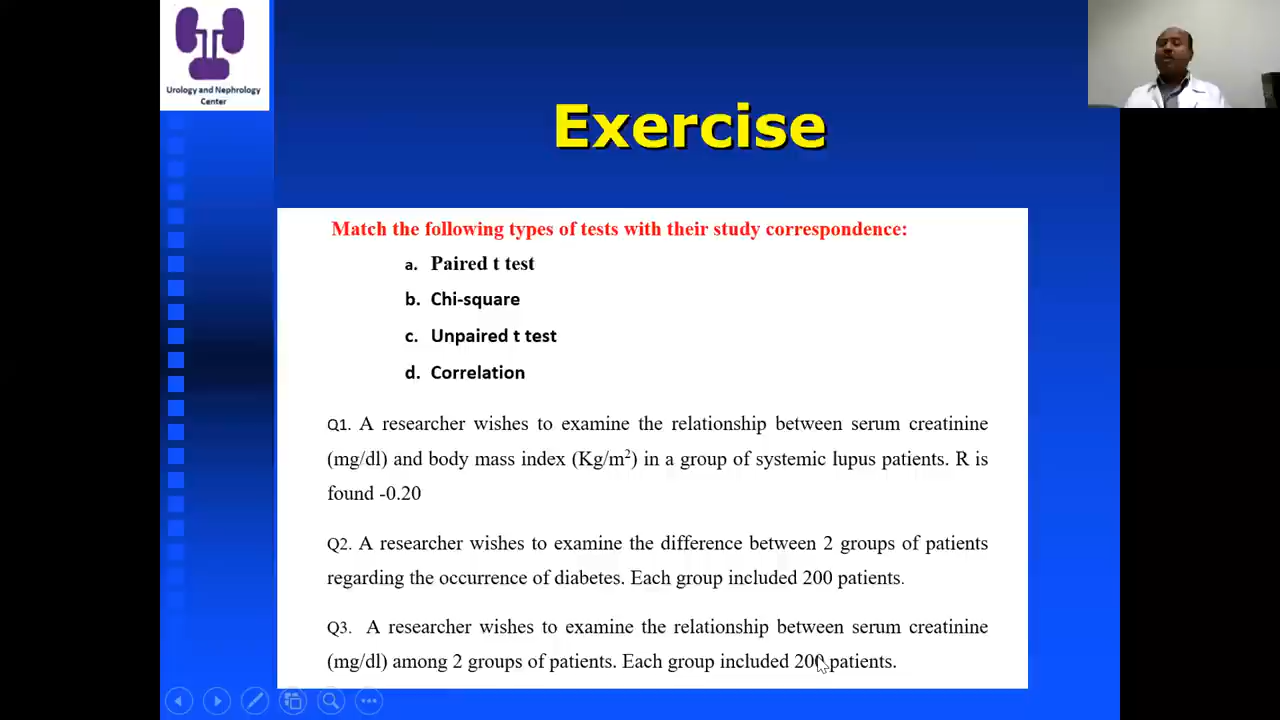 Urology and Nephrology
Center
Exercise
Match the following types of tests with their study correspondence:
a. Paired t test
b. Chi-square
c. Unpaired t test
d. Correlation
Q1. A researcher wishes to examine the relationship between serum creatinine
(mg/dl) and body mass index (Kg/m²) in a group of systemic lupus patients. R is
found -0.20
Q2. A researcher wishes to examine the difference between 2 groups of patients
regarding the occurrence of diabetes. Each group included 200 patients.
Q3. A researcher wishes to examine the relationship between serum creatinine
(mg/dl) among 2 groups of patients. Each group included 200 patients.